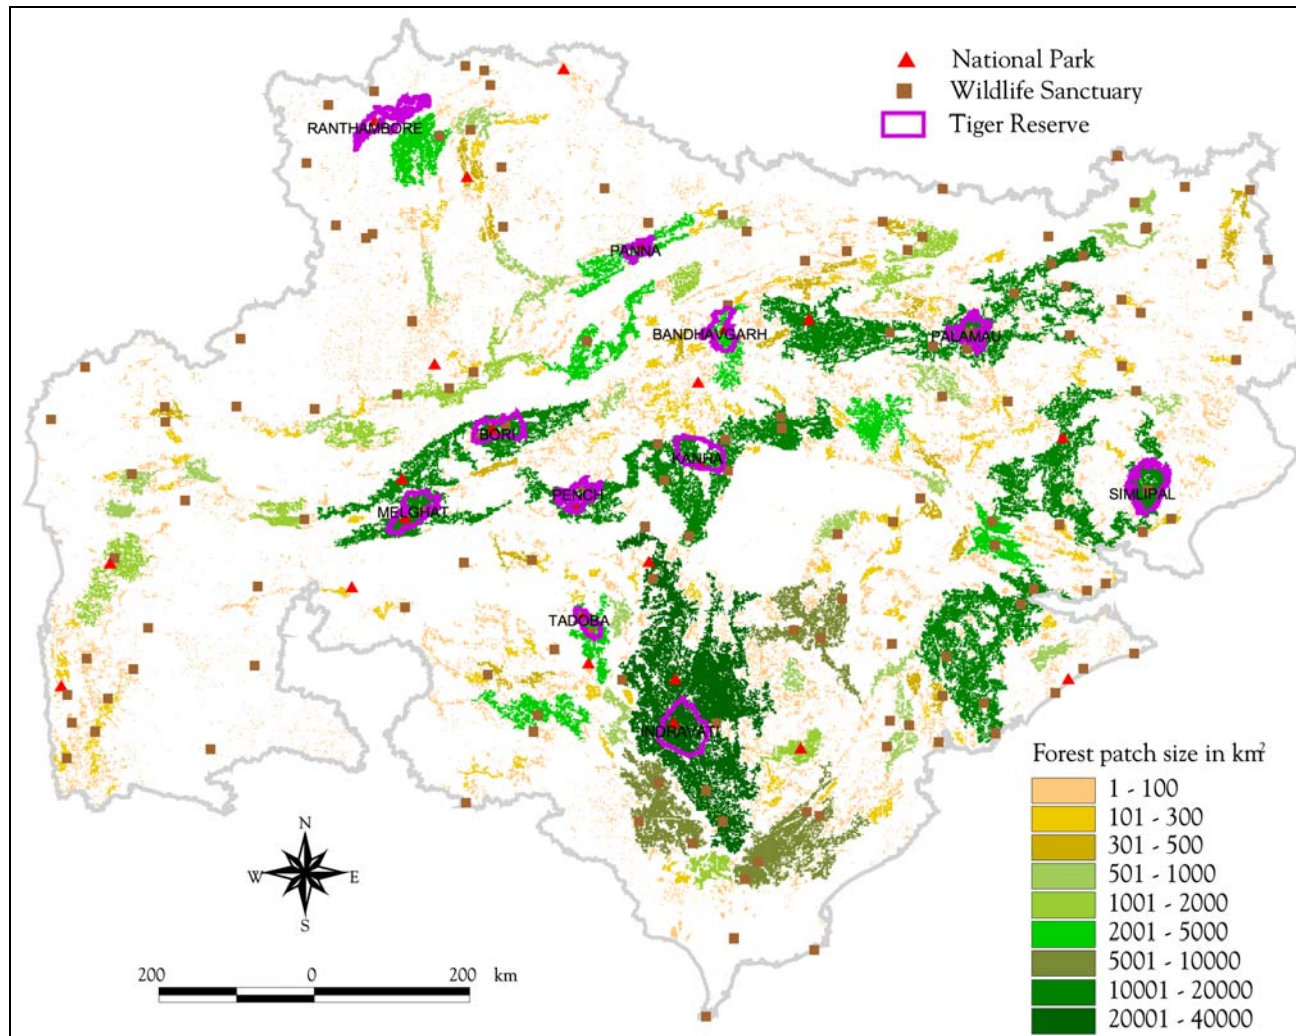 National Park
Wildlife Sanctuary
Tiger Reserve
RANTHAMBORE
PANNA
BANDHAVGARH
PALAMAU
BORI
KANRA
PENCH
MELGHAT
SIMLIPAL
TADOBA
INDRAVATI
Forest patch size in km²
1 - 100
101 - 300
301 - 500
501 - 1000
1001 - 2000
2001 - 5000
5001 - 10000
10001 - 20000
20001 - 40000
N
W E
S
200 0 200 km